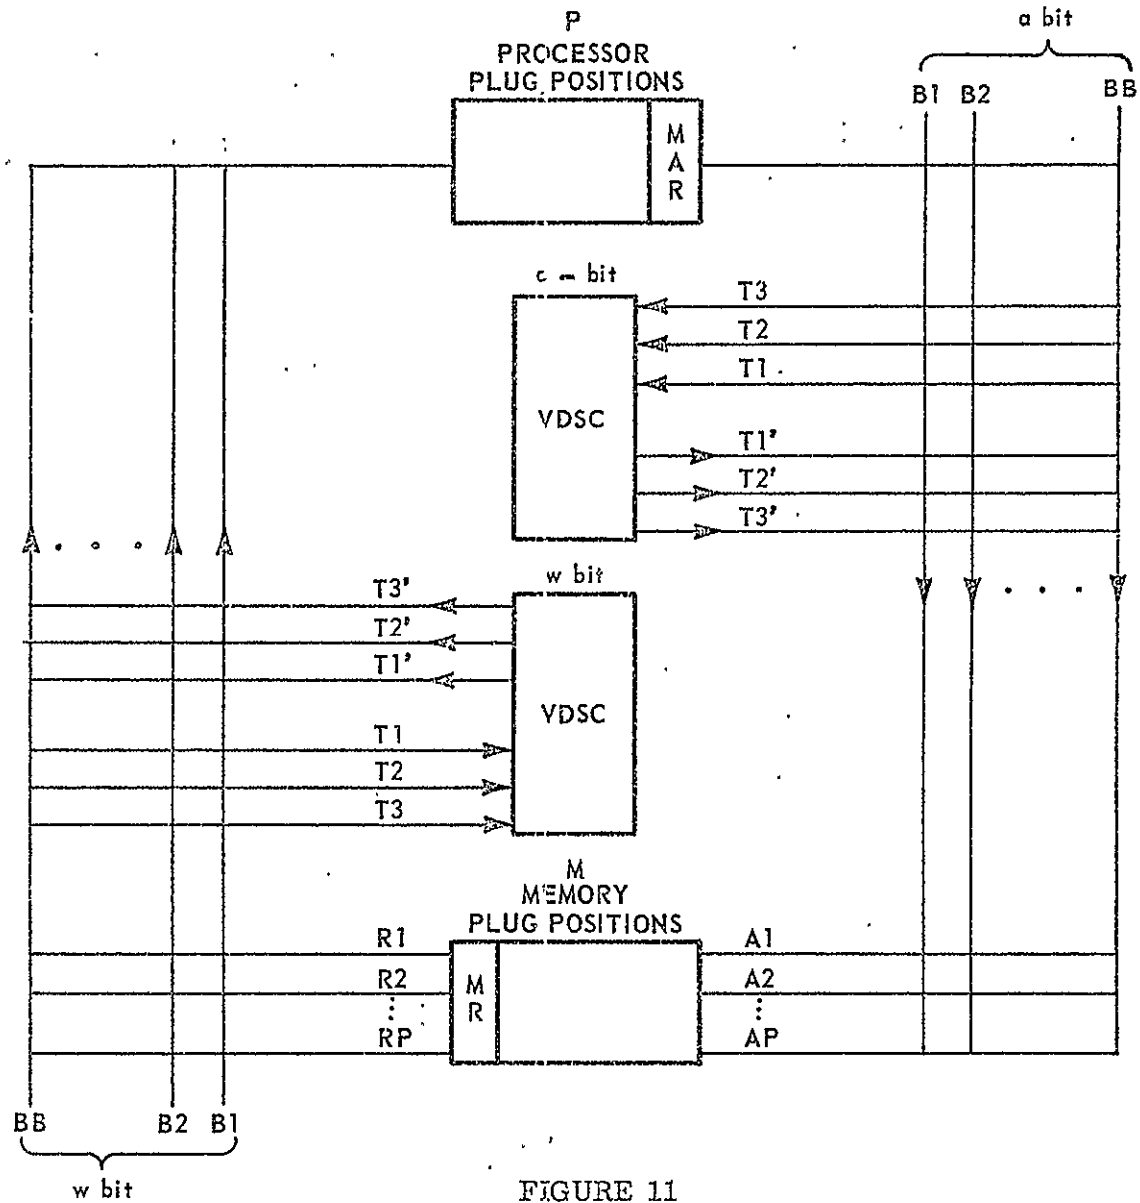 P
PROCESSOR
PLUG POSITIONS
a bit
B1 B2 BB
M
A
R
c - bit
T3
T2
T1
VDSC
T1'
T2'
T3'
. . .
w bit
. . .
T3'
T2'
T1'
VDSC
T1
T2
T3
M
MEMORY
PLUG POSITIONS
R1
R2
⋮
RP
M
R
A1
A2
⋮
AP
BB B2 B1
w bit
FIGURE 11